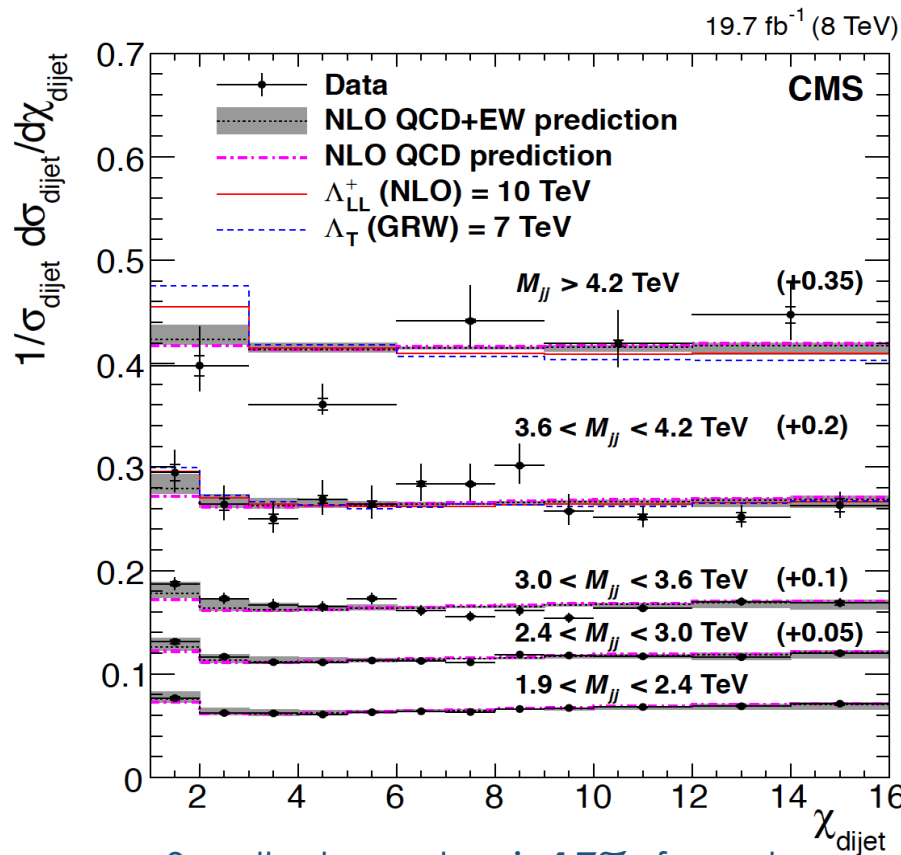 19.7 fb⁻¹ (8 TeV)
CMS
Data
NLO QCD+EW prediction
NLO QCD prediction
Λ⁺LL (NLO) = 10 TeV
ΛT (GRW) = 7 TeV
1/σdijet dσdijet/dχdijet
0.7
0.6
0.5
0.4
0.3
0.2
0.1
0
Mjj > 4.2 TeV (+0.35)
3.6 < Mjj < 4.2 TeV (+0.2)
3.0 < Mjj < 3.6 TeV (+0.1)
2.4 < Mjj < 3.0 TeV (+0.05)
1.9 < Mjj < 2.4 TeV
2 4 6 8 10 12 14 16
χdijet